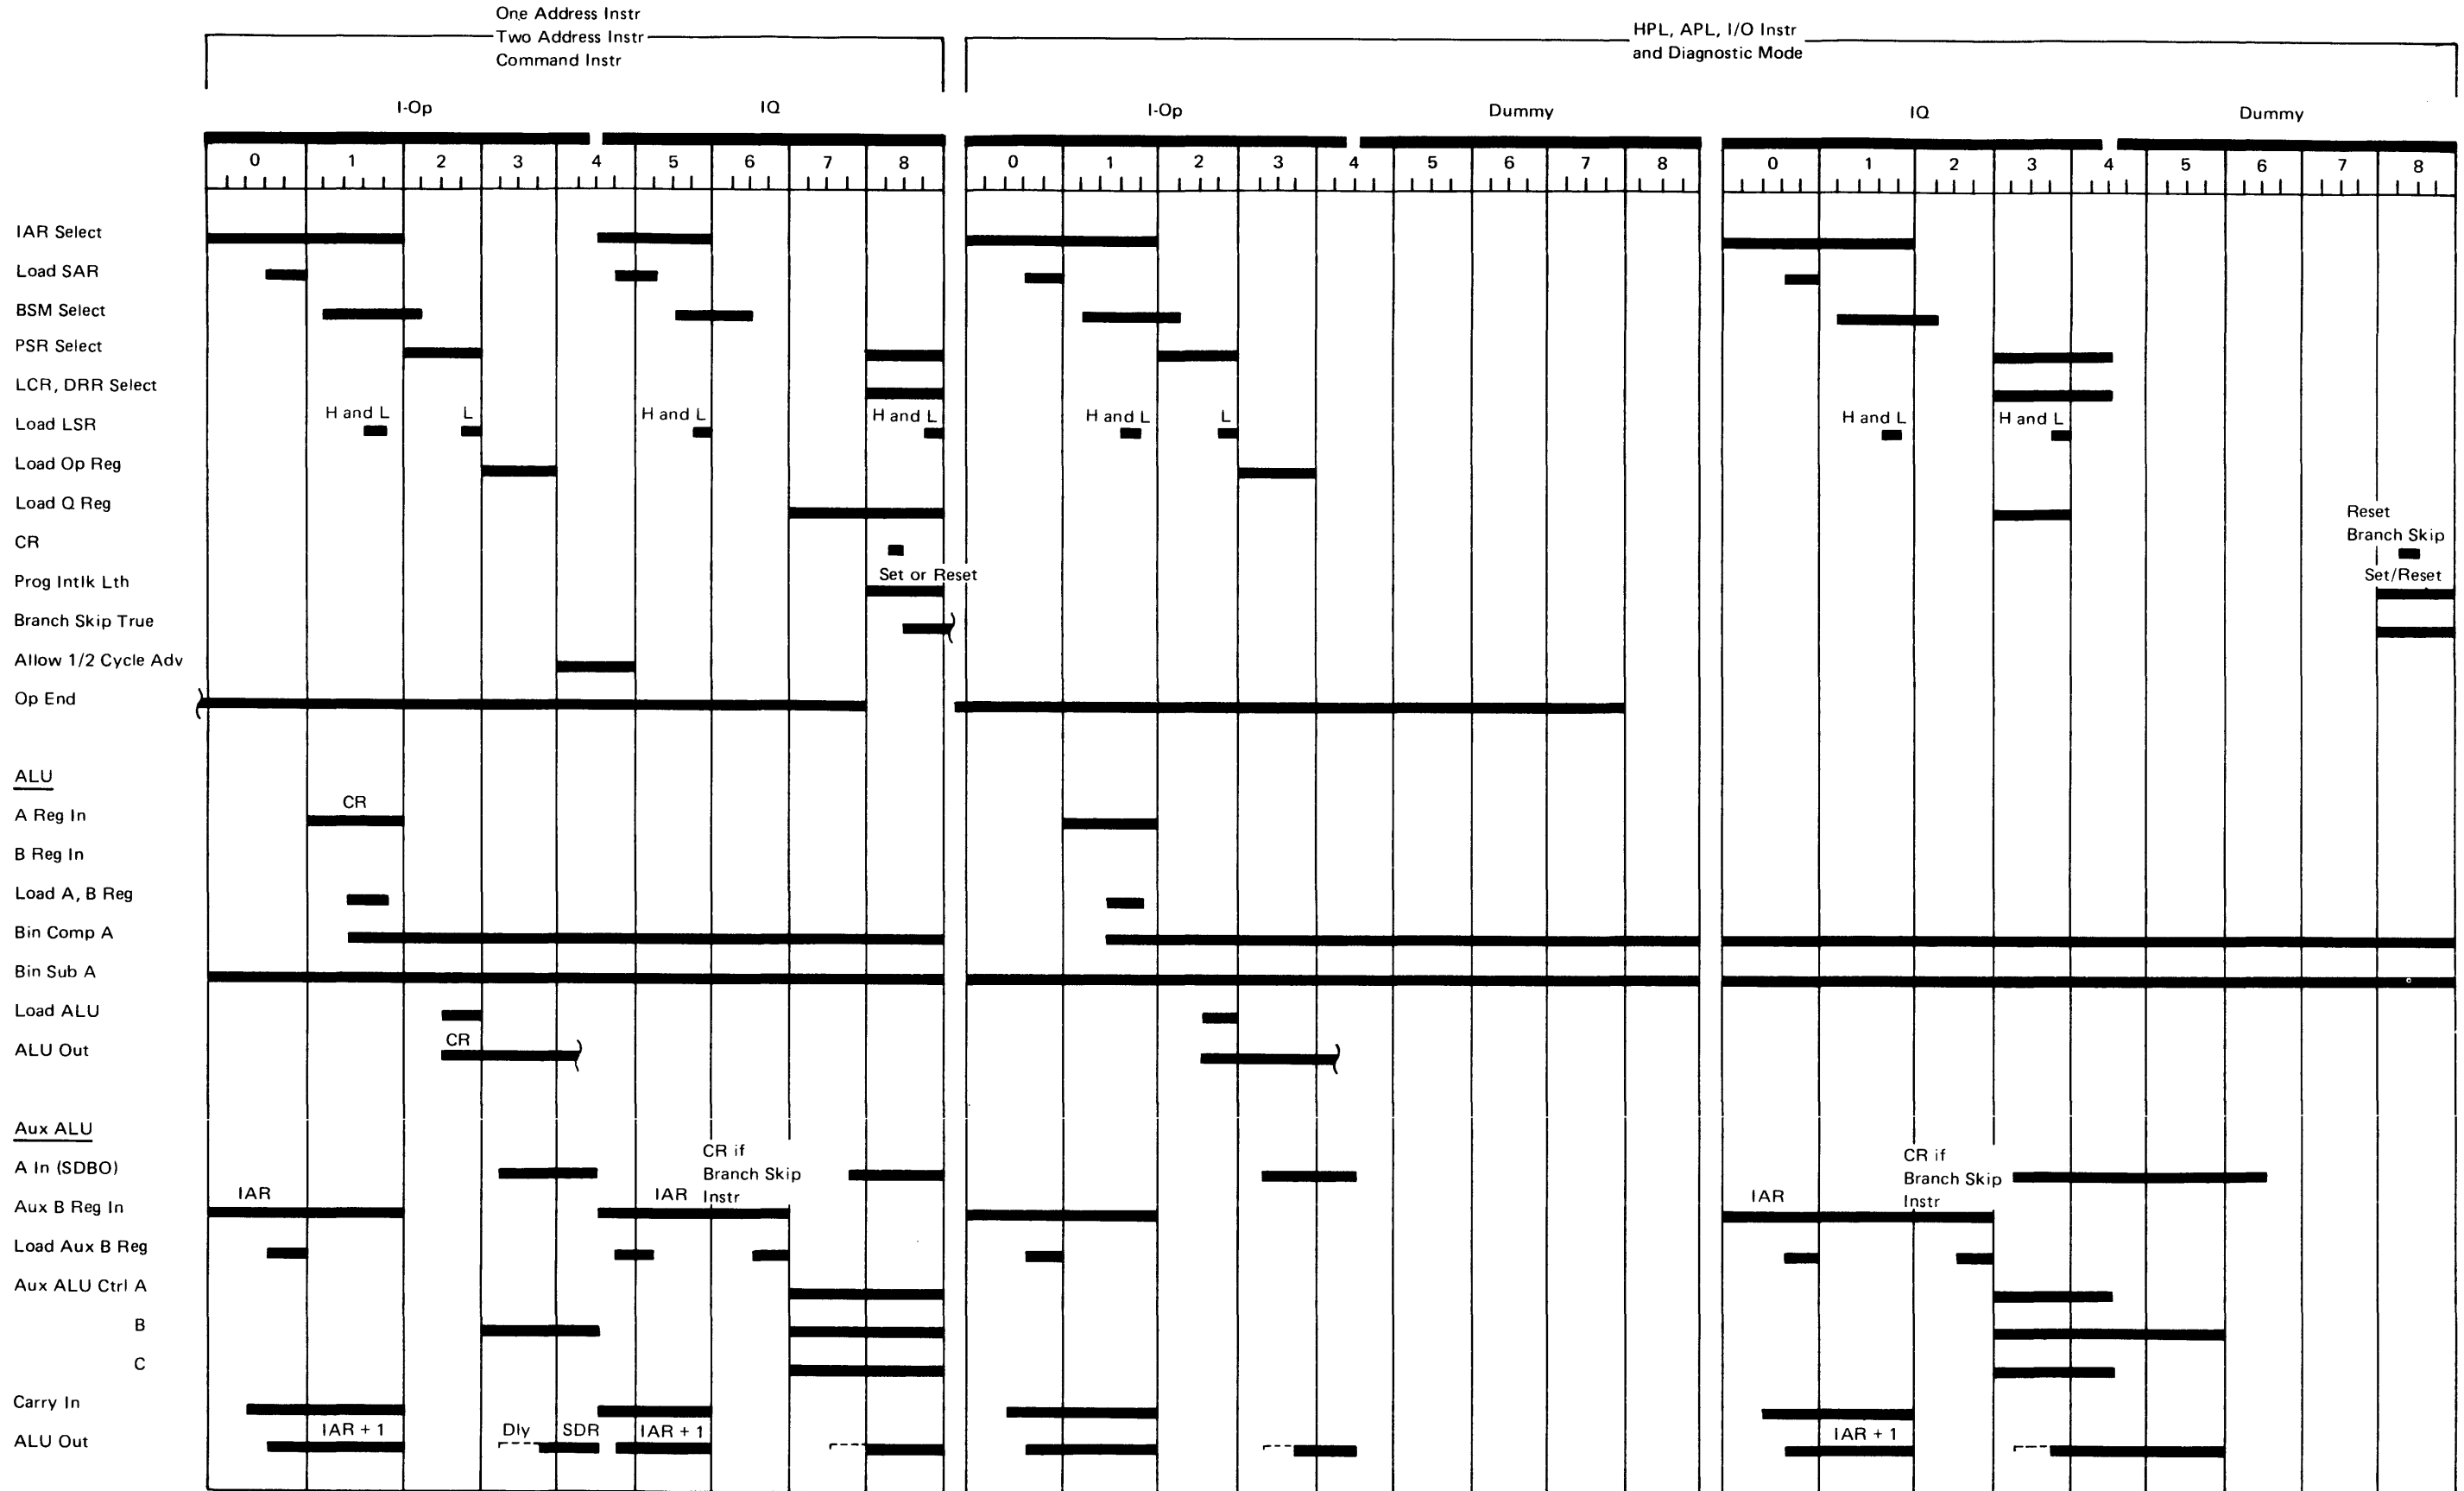 One Address Instr
Two Address Instr
Command Instr
HPL, APL, I/O Instr
and Diagnostic Mode
I-Op IQ I-Op Dummy IQ Dummy
0 1 2 3 4 5 6 7 8 0 1 2 3 4 5 6 7 8 0 1 2 3 4 5 6 7 8
IAR Select
Load SAR
BSM Select
PSR Select
LCR, DRR Select
H and L L H and L H and L H and L L H and L H and L
Load LSR
Load Op Reg
Load Q Reg
Reset
Branch Skip
CR
Set or Reset Set/Reset
Prog Intlk Lth
Branch Skip True
Allow 1/2 Cycle Adv
Op End
ALU
CR
A Reg In
B Reg In
Load A, B Reg
Bin Comp A
Bin Sub A
Load ALU
CR
ALU Out
Aux ALU
CR if
Branch Skip
Instr
CR if
Branch Skip
Instr
A In (SDBO)
IAR IAR IAR
Aux B Reg In
Load Aux B Reg
Aux ALU Ctrl A
B
C
Carry In
IAR + 1 Dly SDR IAR + 1 IAR + 1
ALU Out